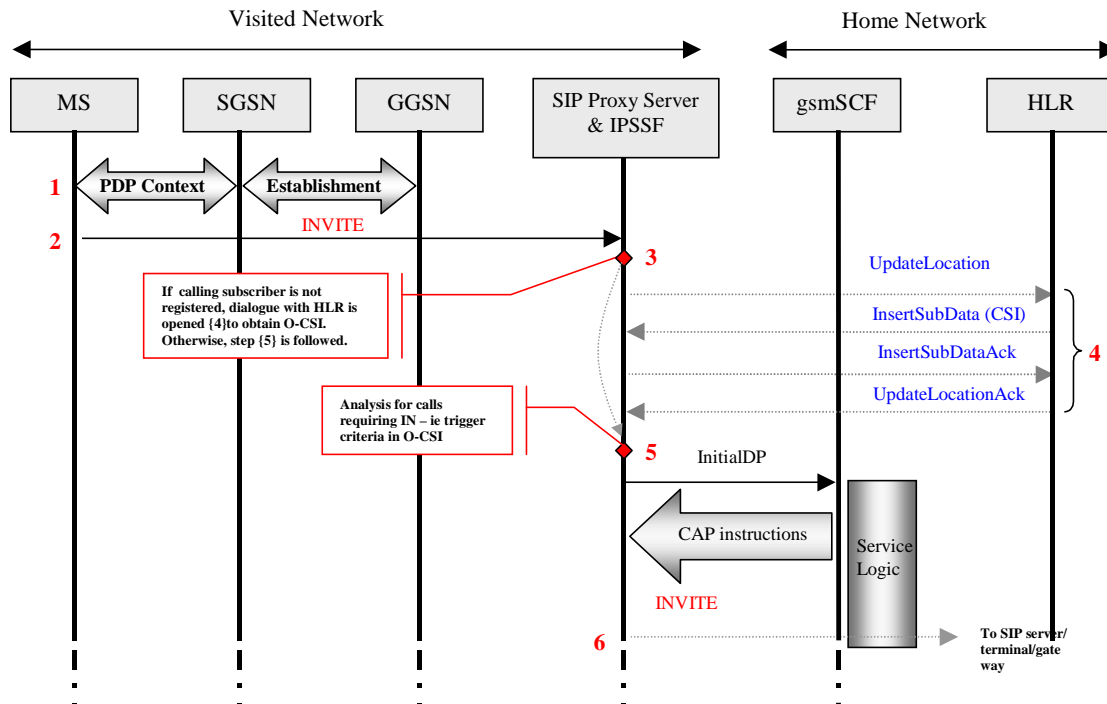 Visited Network
Home Network
MS
SGSN
GGSN
SIP Proxy Server
& IPSSF
gsmSCF
HLR
1
PDP Context
Establishment
2
INVITE
3
If  calling subscriber is not
registered, dialogue with HLR is
opened {4}to obtain O-CSI.
Otherwise, step {5} is followed.
UpdateLocation
InsertSubData (CSI)
InsertSubDataAck
4
UpdateLocationAck
Analysis for calls
requiring IN – ie trigger
criteria in O-CSI
5
InitialDP
CAP instructions
Service
Logic
INVITE
6
To SIP server/
terminal/gate
way